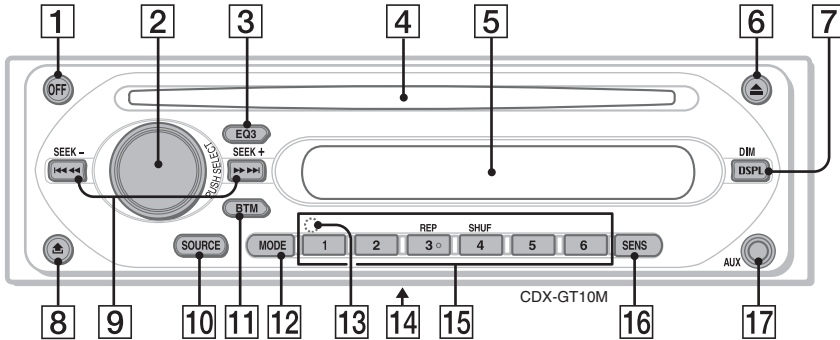 1 2 3 4 5 6 7
OFF
EQ3
SEEK – SEEK + DIM
DSPL
PUSH SELECT
BTM
REP SHUF
SOURCE MODE 1 2 3 4 5 6 SENS
AUX
CDX-GT10M
8 9 10 11 12 13 14 15 16 17